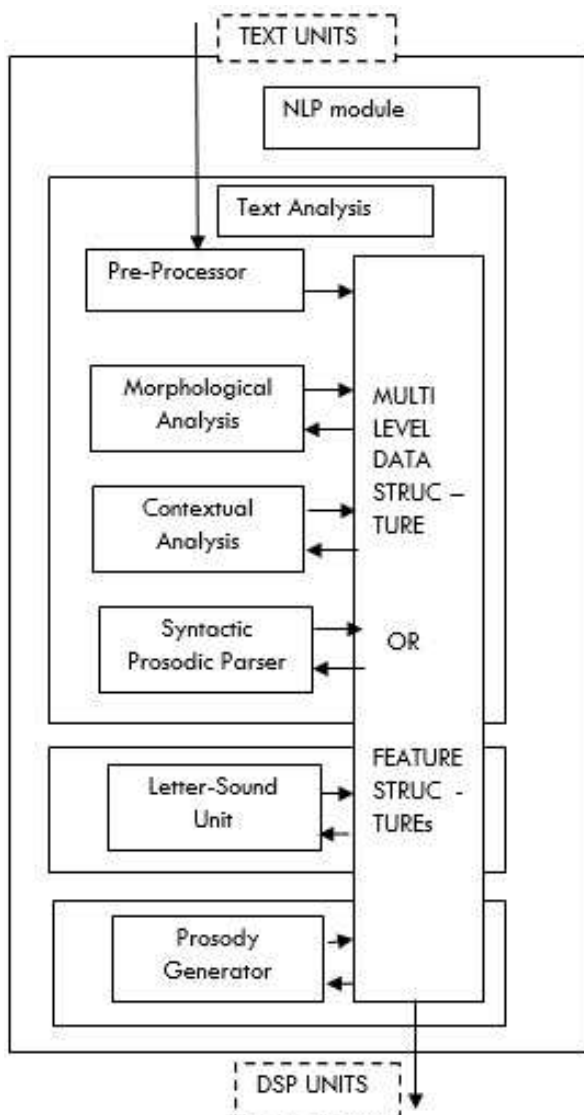 TEXT UNITS
NLP module
Text Analysis
Pre-Processor
Morphological
Analysis
Contextual
Analysis
Syntactic
Prosodic Parser
MULTI
LEVEL
DATA
STRUC –
TURE
OR
FEATURE
STRUC -
TUREs
Letter-Sound
Unit
Prosody
Generator
DSP UNITS